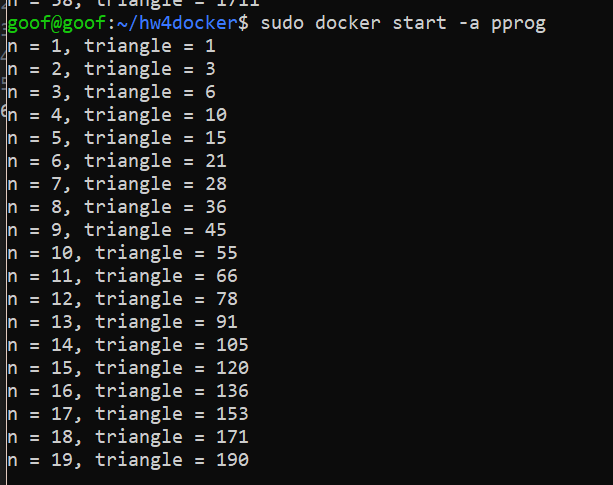 n = 58, triangle = 1711
goof@goof:~/hw4docker$ sudo docker start -a pprog
n = 1, triangle = 1
n = 2, triangle = 3
n = 3, triangle = 6
n = 4, triangle = 10
n = 5, triangle = 15
n = 6, triangle = 21
n = 7, triangle = 28
n = 8, triangle = 36
n = 9, triangle = 45
n = 10, triangle = 55
n = 11, triangle = 66
n = 12, triangle = 78
n = 13, triangle = 91
n = 14, triangle = 105
n = 15, triangle = 120
n = 16, triangle = 136
n = 17, triangle = 153
n = 18, triangle = 171
n = 19, triangle = 190